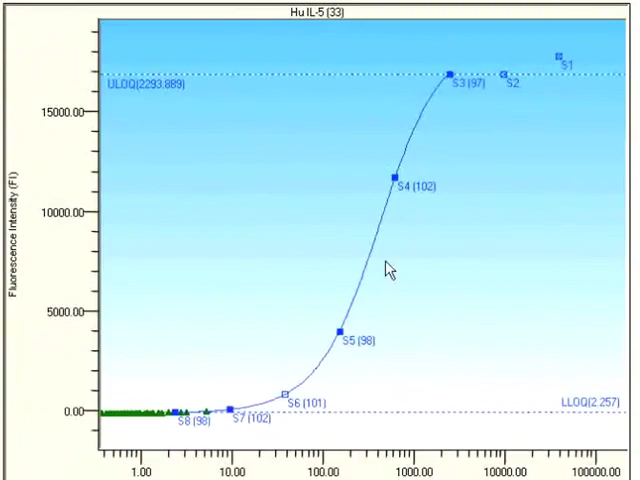 Hu IL-5 (33)
S1
ULOQ(2293.889)
S3 (97)
S2
15000.00
S4 (102)
10000.00
Fluorescence Intensity (FI)
5000.00
S5 (98)
S6 (101)
LLOQ(2.257)
0.00
S8 (98)
S7 (102)
1.00 10.00 100.00 1000.00 10000.00 100000.00